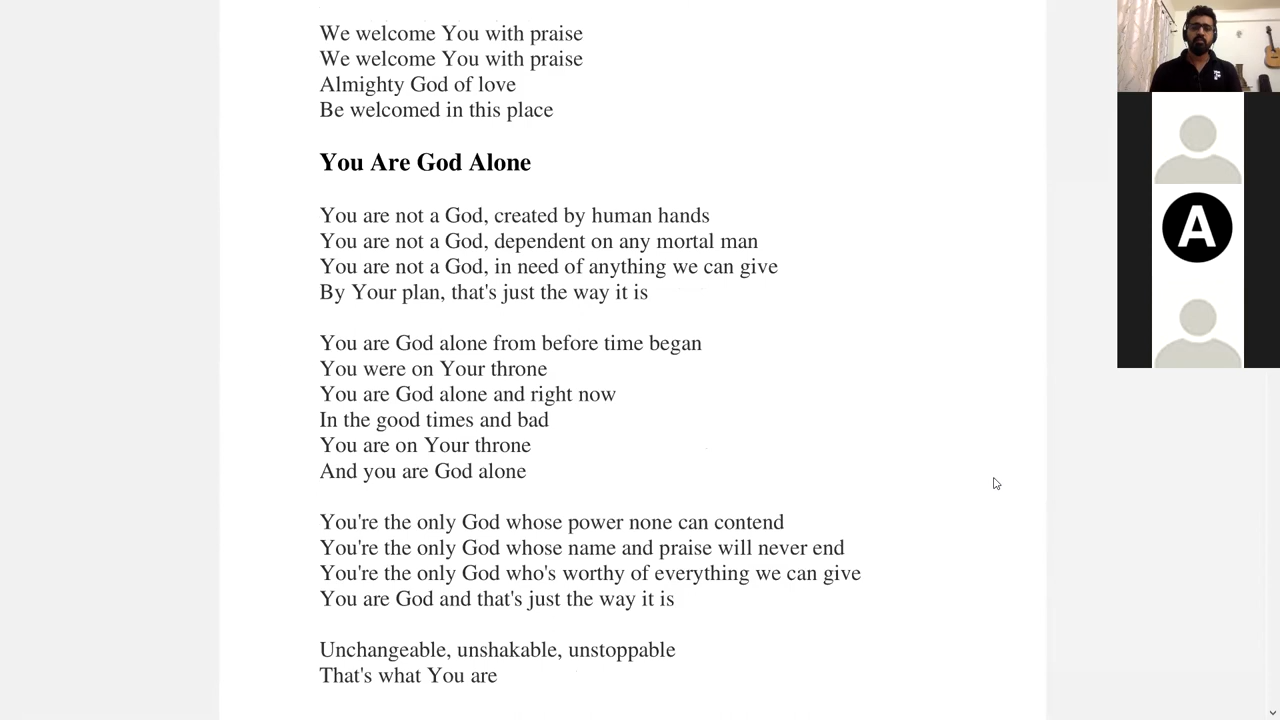 We welcome You with praise
We welcome You with praise
Almighty God of love
Be welcomed in this place
You Are God Alone
You are not a God, created by human hands
You are not a God, dependent on any mortal man
You are not a God, in need of anything we can give
By Your plan, that's just the way it is
You are God alone from before time began
You were on Your throne
You are God alone and right now
In the good times and bad
You are on Your throne
And you are God alone
You're the only God whose power none can contend
You're the only God whose name and praise will never end
You're the only God who's worthy of everything we can give
You are God and that's just the way it is
Unchangeable, unshakable, unstoppable
That's what You are
A